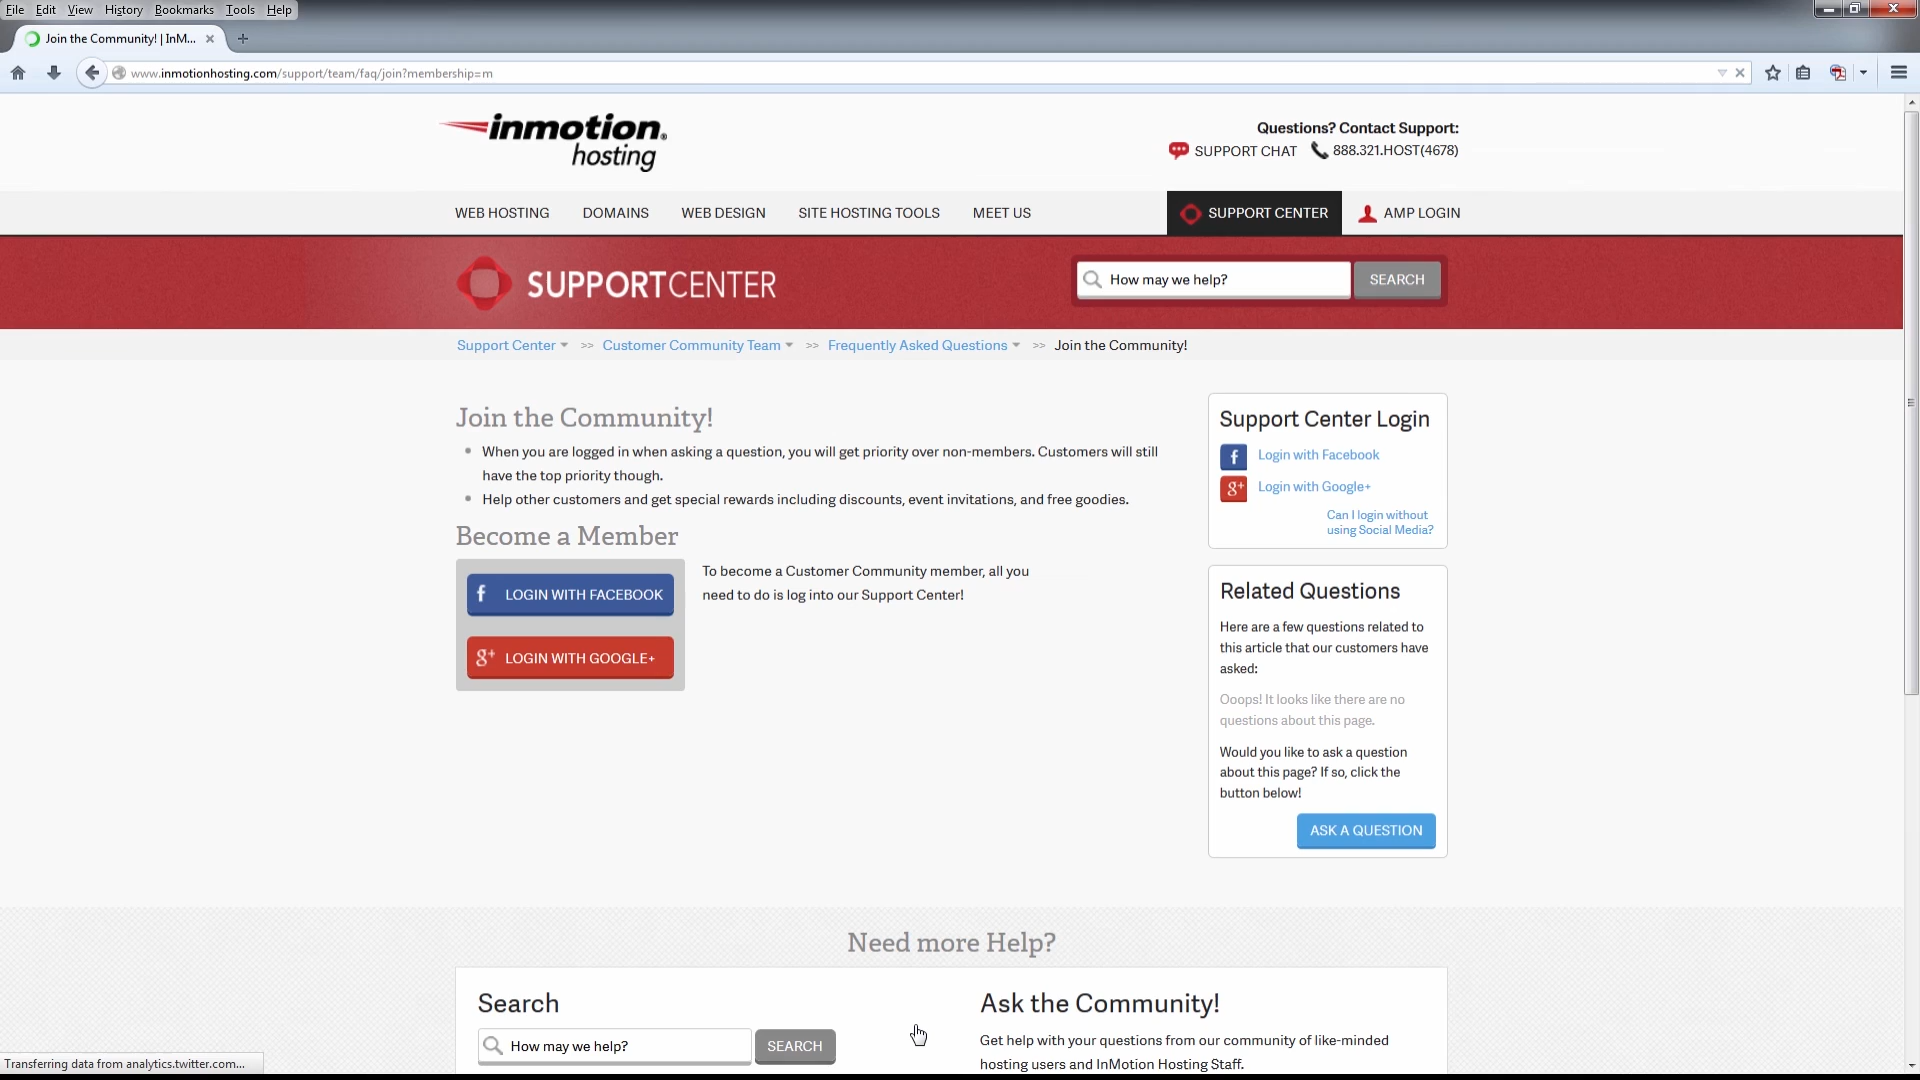 File Edit View History Bookmarks Tools Help
Join the Community! | InM...
www.inmotionhosting.com/support/team/faq/join?membership=m
inmotion®
hosting
Questions? Contact Support:
SUPPORT CHAT 888.321.HOST(4678)
WEB HOSTING DOMAINS WEB DESIGN SITE HOSTING TOOLS MEET US SUPPORT CENTER AMP LOGIN
SUPPORTCENTER
How may we help? SEARCH
Support Center >> Customer Community Team >> Frequently Asked Questions >> Join the Community!
Join the Community!
When you are logged in when asking a question, you will get priority over non-members. Customers will still
have the top priority though.
Help other customers and get special rewards including discounts, event invitations, and free goodies.
Become a Member
f LOGIN WITH FACEBOOK
g+ LOGIN WITH GOOGLE+
To become a Customer Community member, all you
need to do is log into our Support Center!
Support Center Login
f Login with Facebook
g+ Login with Google+
Can I login without
using Social Media?
Related Questions
Here are a few questions related to
this article that our customers have
asked:
Ooops! It looks like there are no
questions about this page.
Would you like to ask a question
about this page? If so, click the
button below!
ASK A QUESTION
Need more Help?
Search
How may we help? SEARCH
Ask the Community!
Get help with your questions from our community of like-minded
hosting users and InMotion Hosting Staff.
Transferring data from analytics.twitter.com...